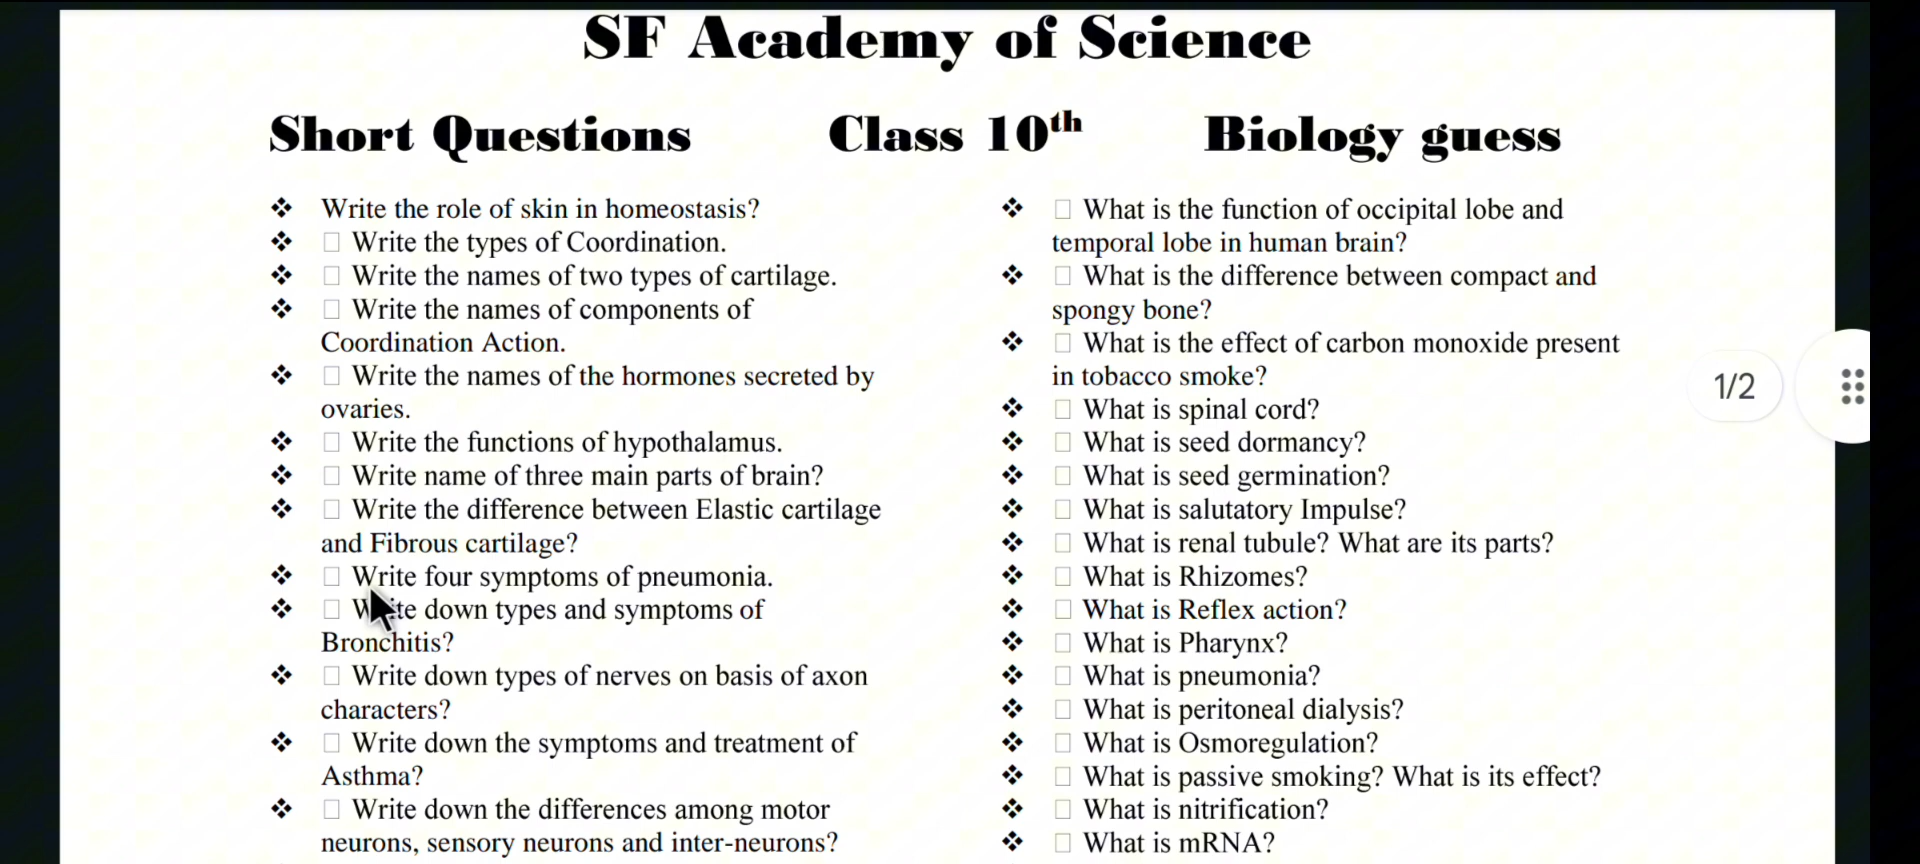 SF Academy of Science
Short Questions Class 10th Biology guess
Write the role of skin in homeostasis?
Write the types of Coordination.
Write the names of two types of cartilage.
Write the names of components of
Coordination Action.
Write the names of the hormones secreted by
ovaries.
Write the functions of hypothalamus.
Write name of three main parts of brain?
Write the difference between Elastic cartilage
and Fibrous cartilage?
Write four symptoms of pneumonia.
Write down types and symptoms of
Bronchitis?
Write down types of nerves on basis of axon
characters?
Write down the symptoms and treatment of
Asthma?
Write down the differences among motor
neurons, sensory neurons and inter-neurons?
What is the function of occipital lobe and
temporal lobe in human brain?
What is the difference between compact and
spongy bone?
What is the effect of carbon monoxide present
in tobacco smoke?
What is spinal cord?
What is seed dormancy?
What is seed germination?
What is salutatory Impulse?
What is renal tubule? What are its parts?
What is Rhizomes?
What is Reflex action?
What is Pharynx?
What is pneumonia?
What is peritoneal dialysis?
What is Osmoregulation?
What is passive smoking? What is its effect?
What is nitrification?
What is mRNA?
1/2